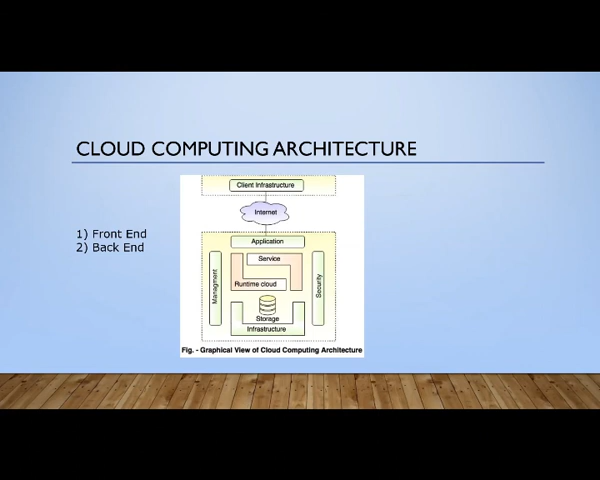 CLOUD COMPUTING ARCHITECTURE
1) Front End
2) Back End
Client Infrastructure
Internet
Application
Service
Managment
Runtime cloud
Security
Storage
Infrastructure
Fig. - Graphical View of Cloud Computing Architecture